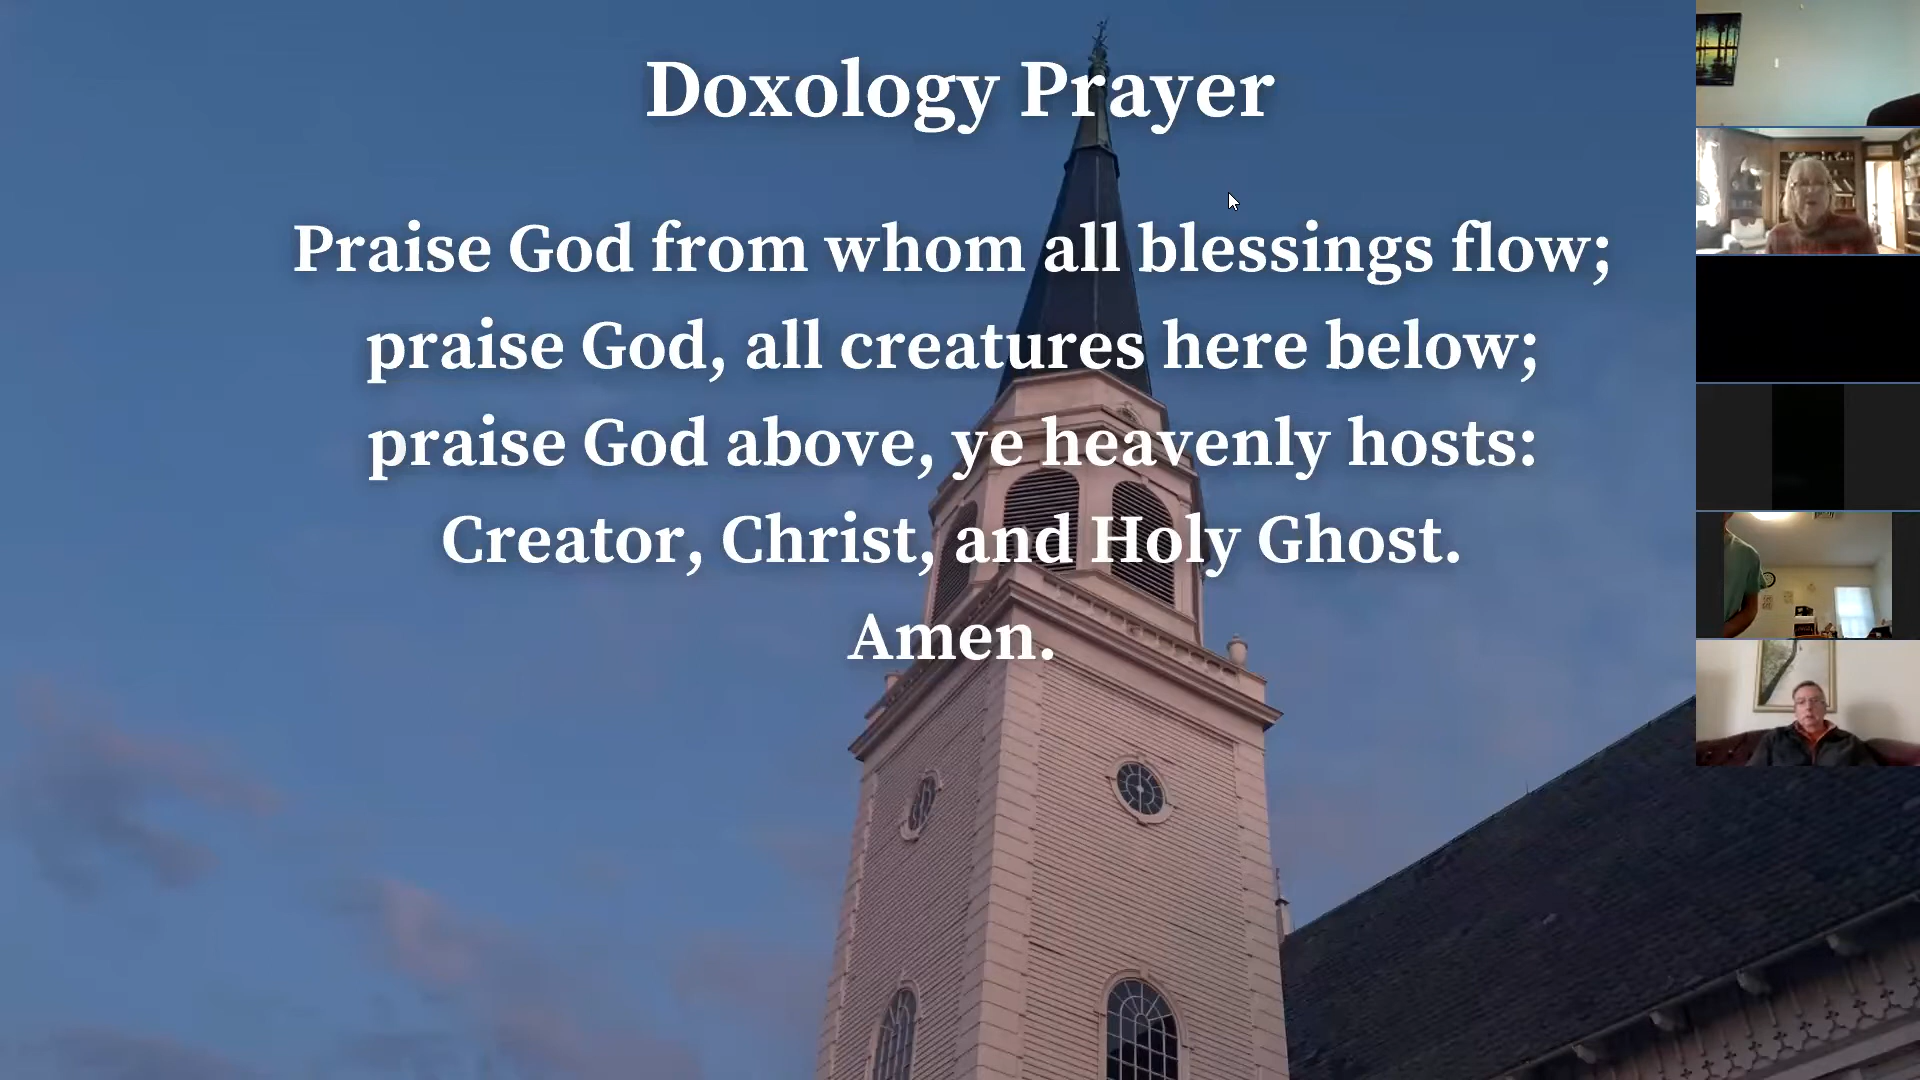 Doxology Prayer
Praise God from whom all blessings flow;
praise God, all creatures here below;
praise God above, ye heavenly hosts:
Creator, Christ, and Holy Ghost.
Amen.